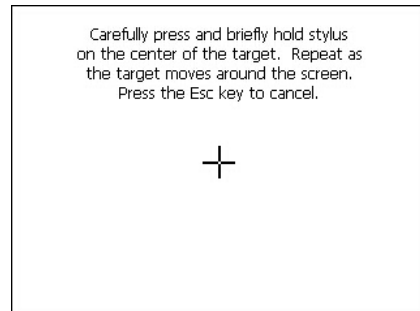 Carefully press and briefly hold stylus
on the center of the target.  Repeat as
the target moves around the screen.
Press the Esc key to cancel.